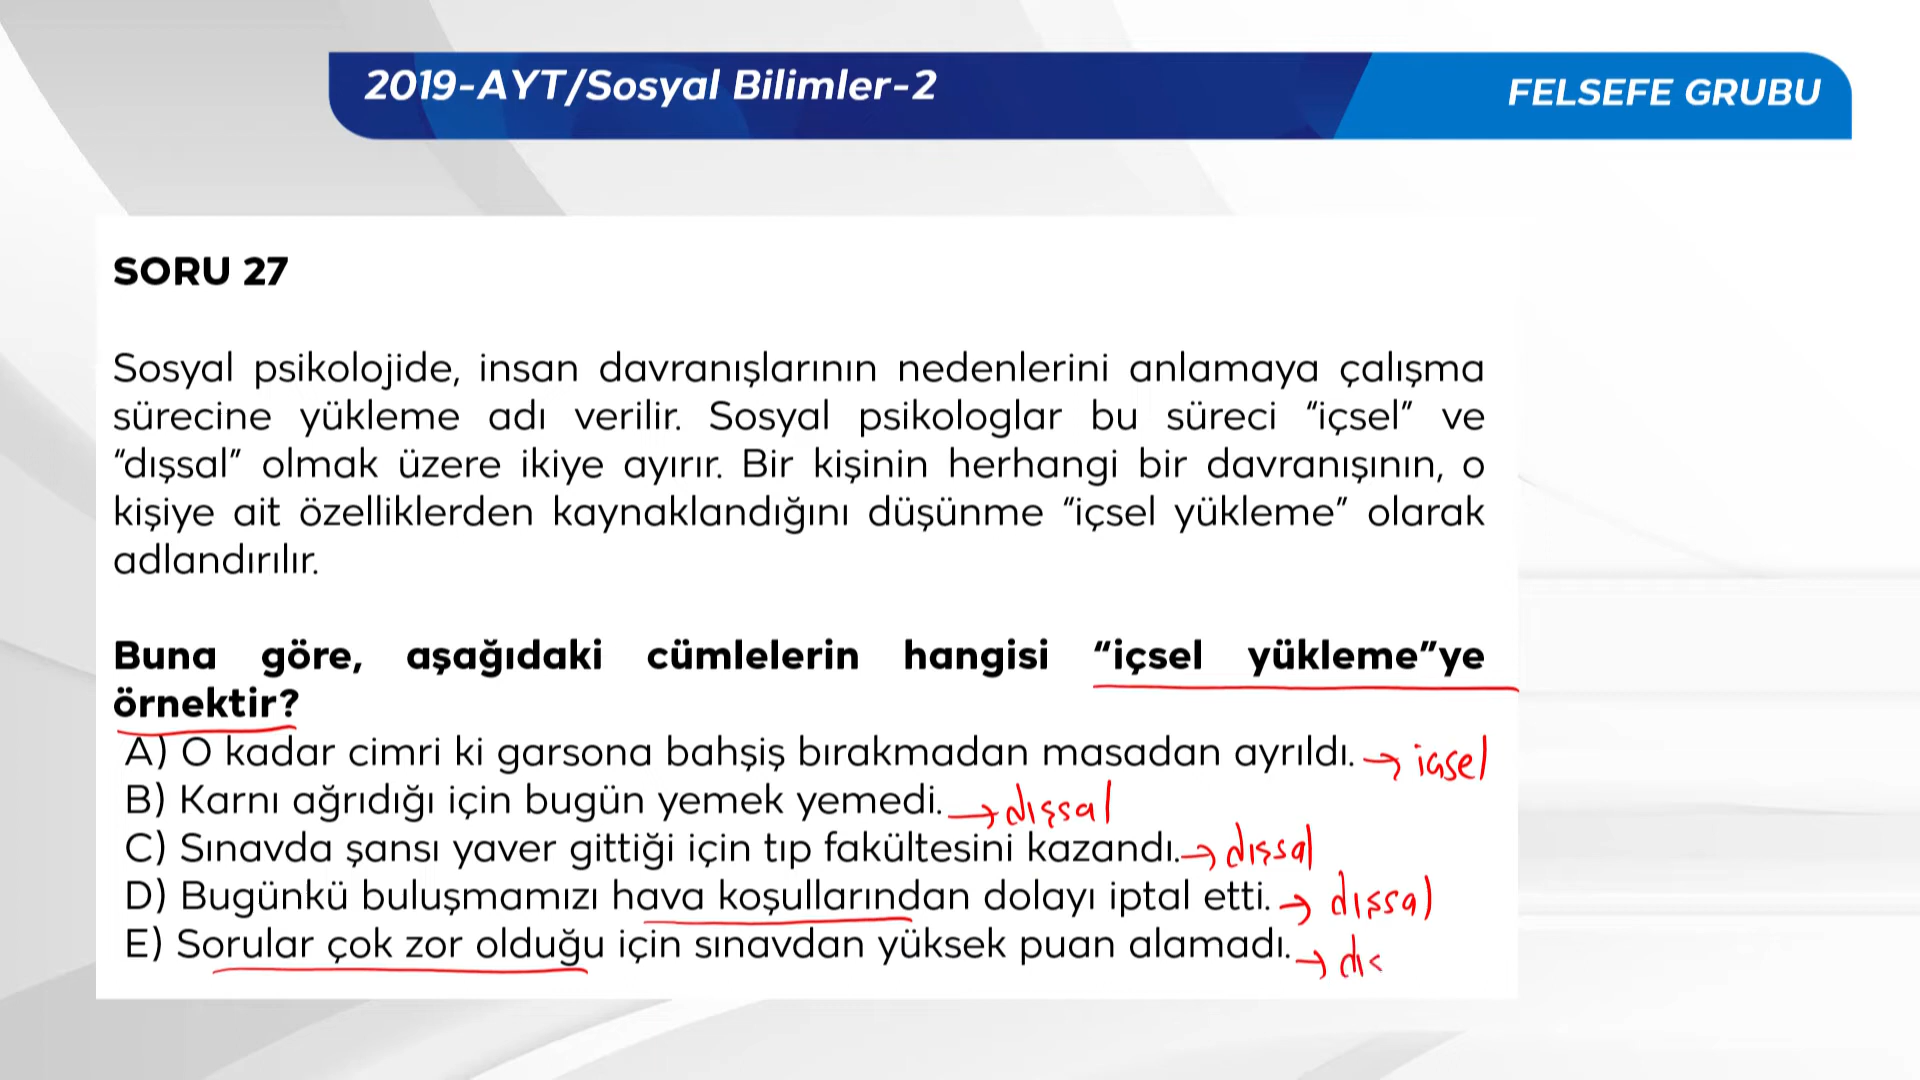 2019-AYT/Sosyal Bilimler-2
FELSEFE GRUBU
SORU 27
Sosyal psikolojide, insan davranışlarının nedenlerini anlamaya çalışma
sürecine yükleme adı verilir. Sosyal psikologlar bu süreci “içsel” ve
“dışsal” olmak üzere ikiye ayırır. Bir kişinin herhangi bir davranışının, o
kişiye ait özelliklerden kaynaklandığını düşünme “içsel yükleme” olarak
adlandırılır.
Buna göre, aşağıdaki cümlelerin hangisi “içsel yükleme”ye
örnektir?
A) O kadar cimri ki garsona bahşiş bırakmadan masadan ayrıldı. → içsel
B) Karnı ağrıdığı için bugün yemek yemedi. → dışsal
C) Sınavda şansı yaver gittiği için tıp fakültesini kazandı. → dışsal
D) Bugünkü buluşmamızı hava koşullarından dolayı iptal etti. → dışsal
E) Sorular çok zor olduğu için sınavdan yüksek puan alamadı. →